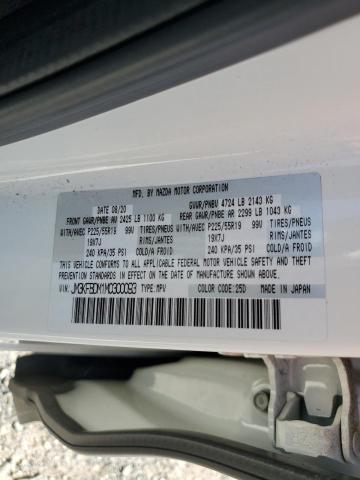 MFD. BY MAZDA MOTOR CORPORATION
DATE 08/20 GVWR/PNBV 4724 LB 2143 KG
FRONT GAWR/PNBE AV 2425 LB 1100 KG REAR GAWR/PNBE AR 2299 LB 1043 KG
WITH/AVEC P225/55R19 99V TIRES/PNEUS WITH/AVEC P225/55R19 99V TIRES/PNEUS
19X7J RIMS/JANTES 19X7J RIMS/JANTES
240 KPA/35 PSI COLD/A FROID 240 KPA/35 PSI COLD/A FROID
THIS VEHICLE CONFORMS TO ALL APPLICABLE FEDERAL MOTOR VEHICLE
SAFETY, BUMPER, AND THEFT PREVENTION STANDARDS IN EFFECT ON THE
DATE OF MANUFACTURE SHOWN ABOVE.
VIN: JM3KFBDM1M0300093 TYPE: MPV COLOR CODE: 25D MADE IN JAPAN